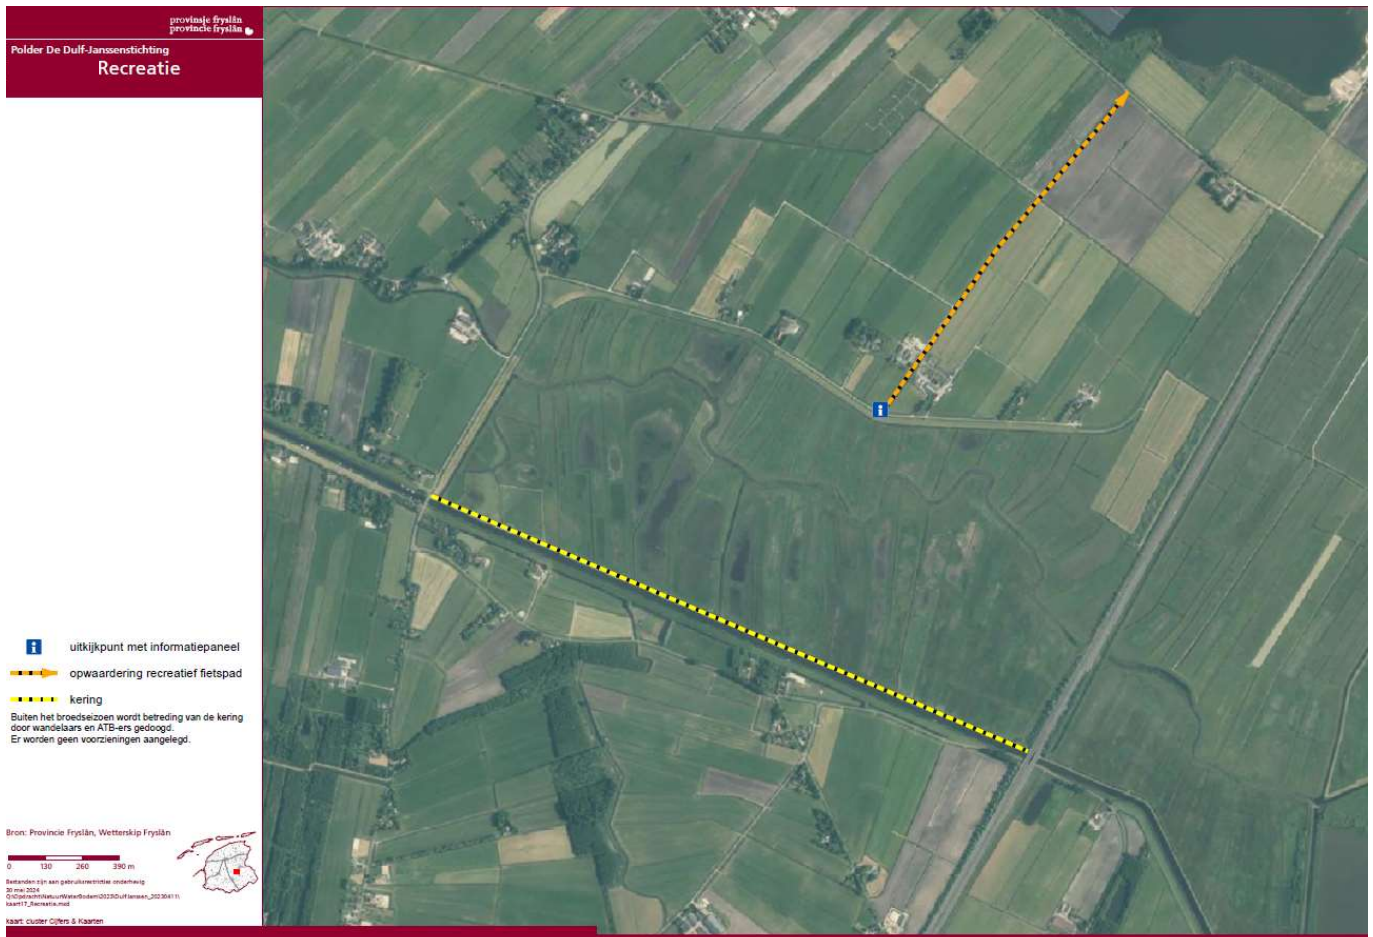 provinsje fryslân
provincie fryslân
Polder De Dulf-Janssenstichting
Recreatie
i
i
uitkijkpunt met informatiepaneel
opwaardering recreatief fietspad
kering
Buiten het broedseizoen wordt betreding van de kering
door wandelaars en ATB-ers gedoogd.
Er worden geen voorzieningen aangelegd.
Bron: Provincie Fryslân, Wetterskip Fryslân
0 130 260 390 m
Bestanden zijn aan gebruiksrestricties onderhevig
30 mei 2024
kaart17_Recreatie.mxd
kaart: cluster Cijfers & Kaarten